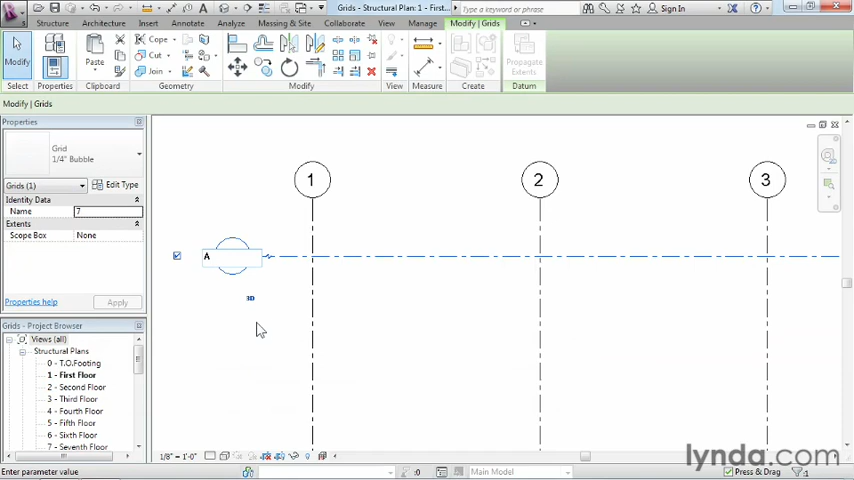 Grids - Structural Plan: 1 - First...
Type a keyword or phrase
Sign In
Structure
Architecture
Insert
Annotate
Analyze
Massing & Site
Collaborate
View
Manage
Modify | Grids
Modify
Paste
Cope
Cut
Join
Propagate
Extents
Select
Properties
Clipboard
Geometry
Modify
View
Measure
Create
Datum
Modify | Grids
Properties
Grid
1/4" Bubble
Grids (1)
Edit Type
Identity Data
Name
7
Extents
Scope Box
None
Properties help
Apply
Grids - Project Browser
Views (all)
Structural Plans
0 - T.O.Footing
1 - First Floor
2 - Second Floor
3 - Third Floor
4 - Fourth Floor
5 - Fifth Floor
6 - Sixth Floor
7 - Seventh Floor
1
2
3
A
3D
1/8" = 1'-0"
Enter parameter value
:0
Main Model
Press & Drag
:1
lynda.com